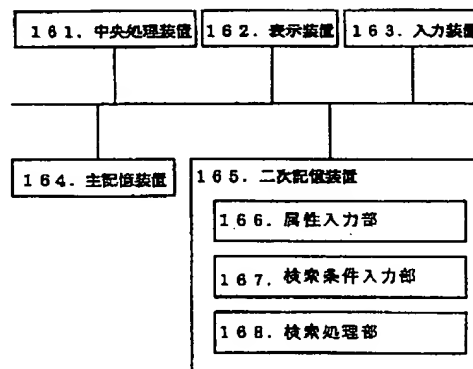 161. 中央処理装置
162. 表示装置
163. 入力装置
164. 主記憶装置
165. 二次記憶装置
166. 属性入力部
167. 検索条件入力部
168. 検索処理部